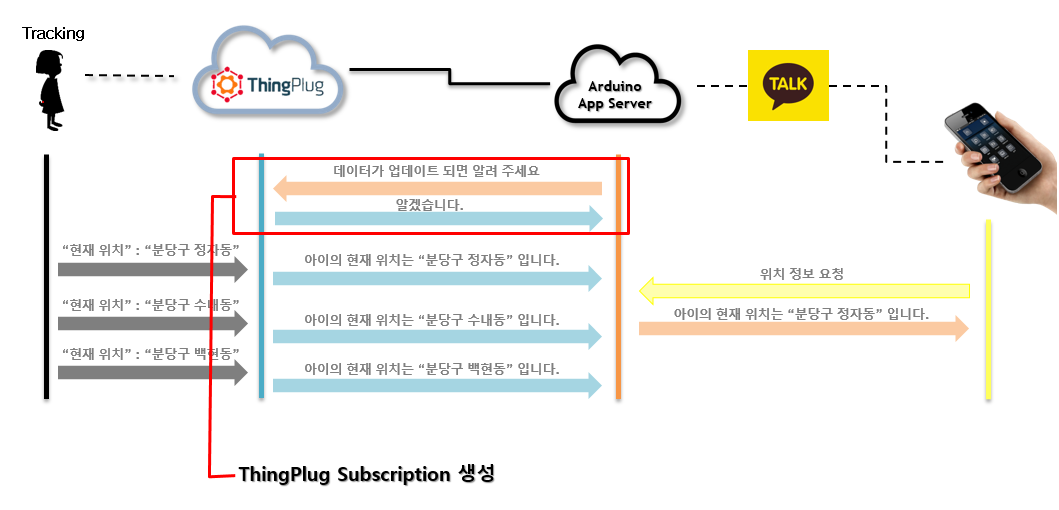 Tracking
ThingPlug
Arduino
App Server
TALK
데이터가 업데이트 되면 알려 주세요
알겠습니다.
“현재 위치” : “분당구 정자동”
아이의 현재 위치는 “분당구 정자동” 입니다.
위치 정보 요청
“현재 위치” : “분당구 수내동”
아이의 현재 위치는 “분당구 수내동” 입니다.
아이의 현재 위치는 “분당구 정자동” 입니다.
“현재 위치” : “분당구 백현동”
아이의 현재 위치는 “분당구 백현동” 입니다.
ThingPlug Subscription 생성